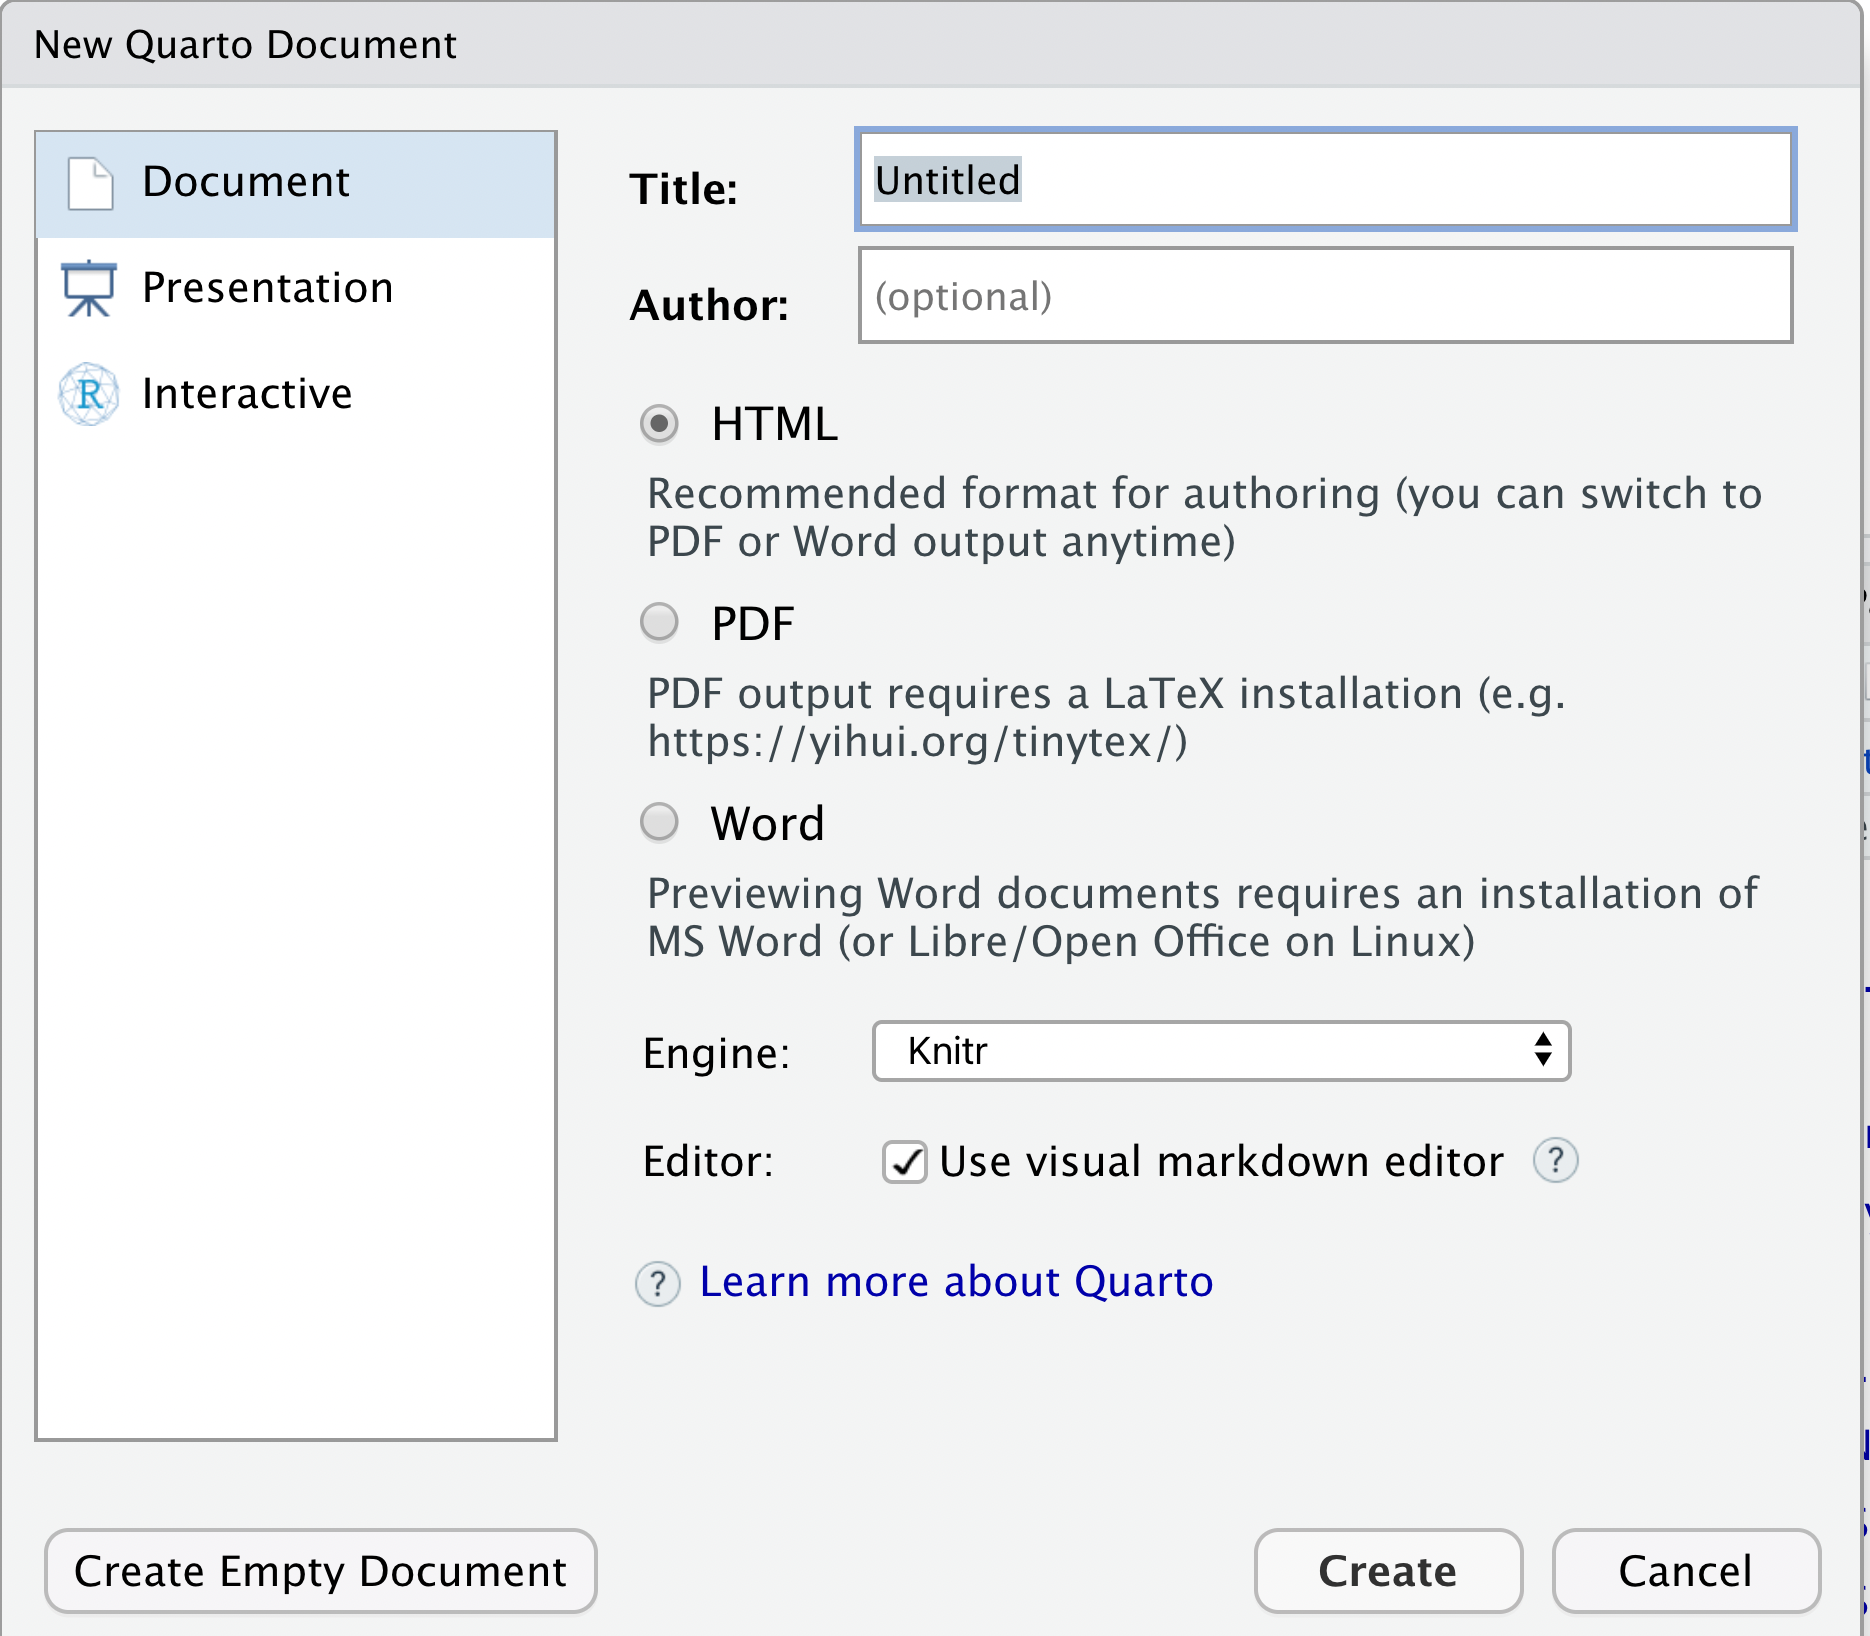 New Quarto Document
Document
Presentation
R Interactive
Title: Untitled
Author: (optional)
HTML
Recommended format for authoring (you can switch to
PDF or Word output anytime)
PDF
PDF output requires a LaTeX installation (e.g.
https://yihui.org/tinytex/)
Word
Previewing Word documents requires an installation of
MS Word (or Libre/Open Office on Linux)
Engine: Knitr
Editor: Use visual markdown editor ?
? Learn more about Quarto
Create Empty Document
Create
Cancel